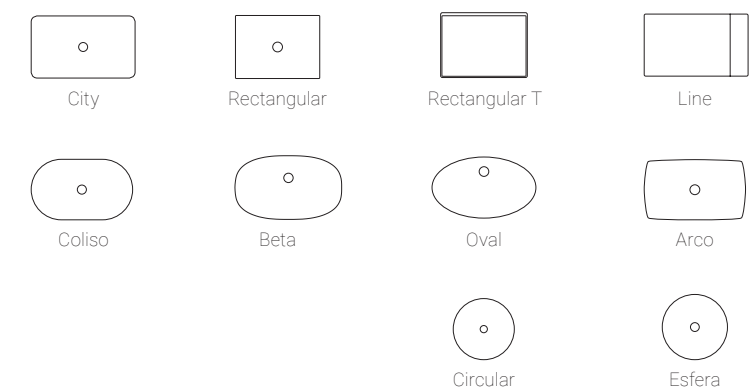 City
Rectangular
Rectangular T
Line
Coliso
Beta
Oval
Arco
Circular
Esfera